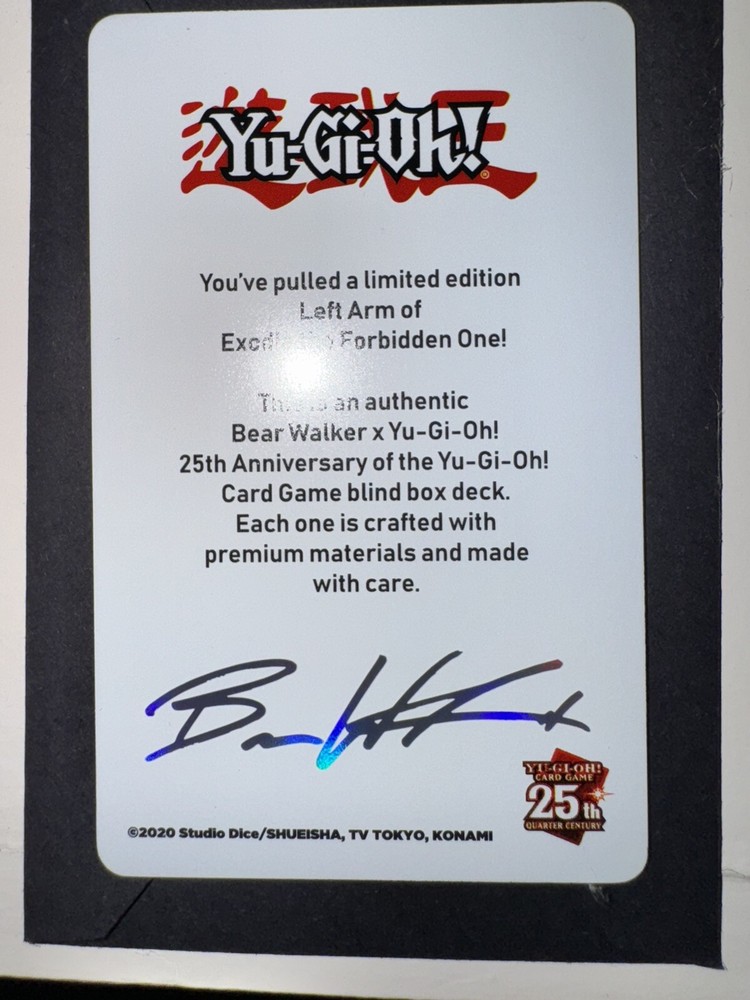 遊戯王
Yu-Gi-Oh!®
You've pulled a limited edition
Left Arm of
Forbidden One!
an authentic
Bear Walker x Yu-Gi-Oh!
25th Anniversary of the Yu-Gi-Oh!
Card Game blind box deck.
Each one is crafted with
premium materials and made
with care.
YU-GI-OH!
CARD GAME
25th
QUARTER CENTURY
©2020 Studio Dice/SHUEISHA, TV TOKYO, KONAMI